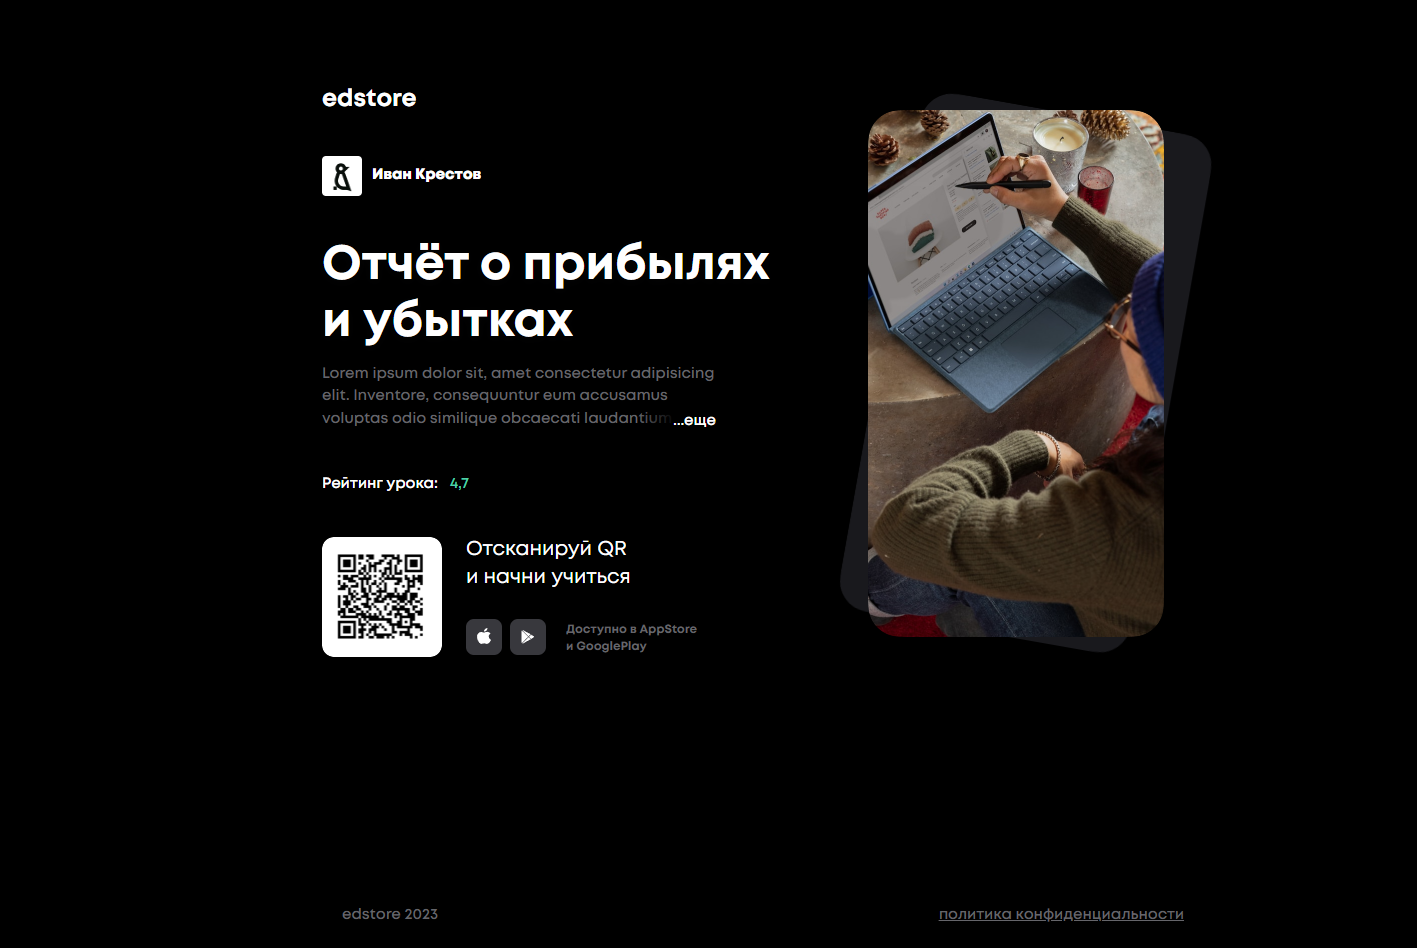 edstore
Иван Крестов
Отчёт о прибылях
и убытках
Lorem ipsum dolor sit, amet consectetur adipisicing
elit. Inventore, consequuntur eum accusamus
voluptas odio similique obcaecati laudantium ...еще
Рейтинг урока: 4,7
Отсканируй QR
и начни учиться
Доступно в AppStore
и GooglePlay
edstore 2023
политика конфиденциальности